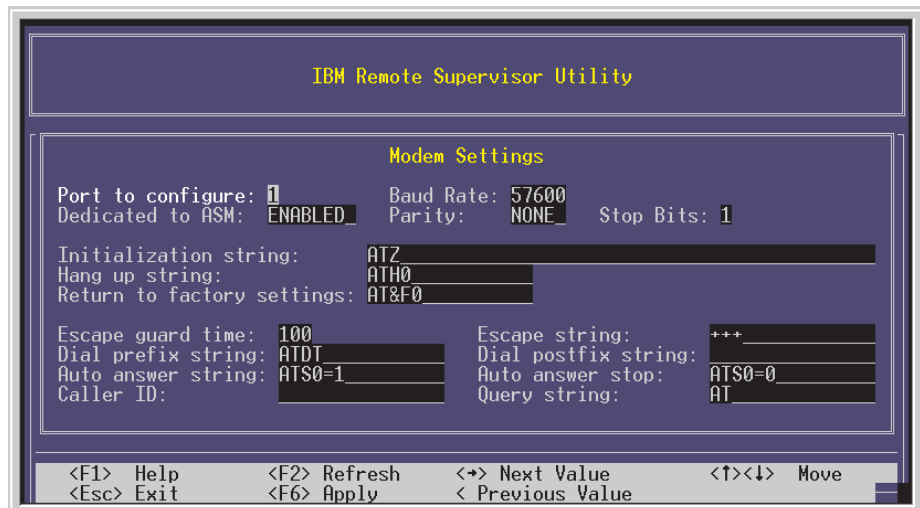 IBM Remote Supervisor Utility
Modem Settings
Port to configure: 1 Baud Rate: 57600
Dedicated to ASM: ENABLED_ Parity: NONE_ Stop Bits: 1
Initialization string: ATZ
Hang up string: ATH0
Return to factory settings: AT&F0
Escape guard time: 100 Escape string: +++
Dial prefix string: ATDT Dial postfix string:
Auto answer string: ATS0=1 Auto answer stop: ATS0=0
Caller ID: Query string: AT
<F1> Help <F2> Refresh <→> Next Value <↑><↓> Move
<Esc> Exit <F6> Apply < Previous Value